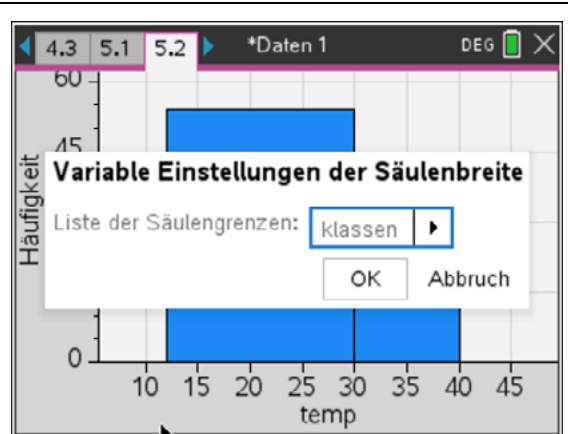 4.3 5.1 5.2 *Daten 1 DEG
60
45
Variable Einstellungen der Säulenbreite
Liste der Säulengrenzen: klassen
OK Abbruch
Häufigkeit
0
10 15 20 25 30 35 40 45
temp